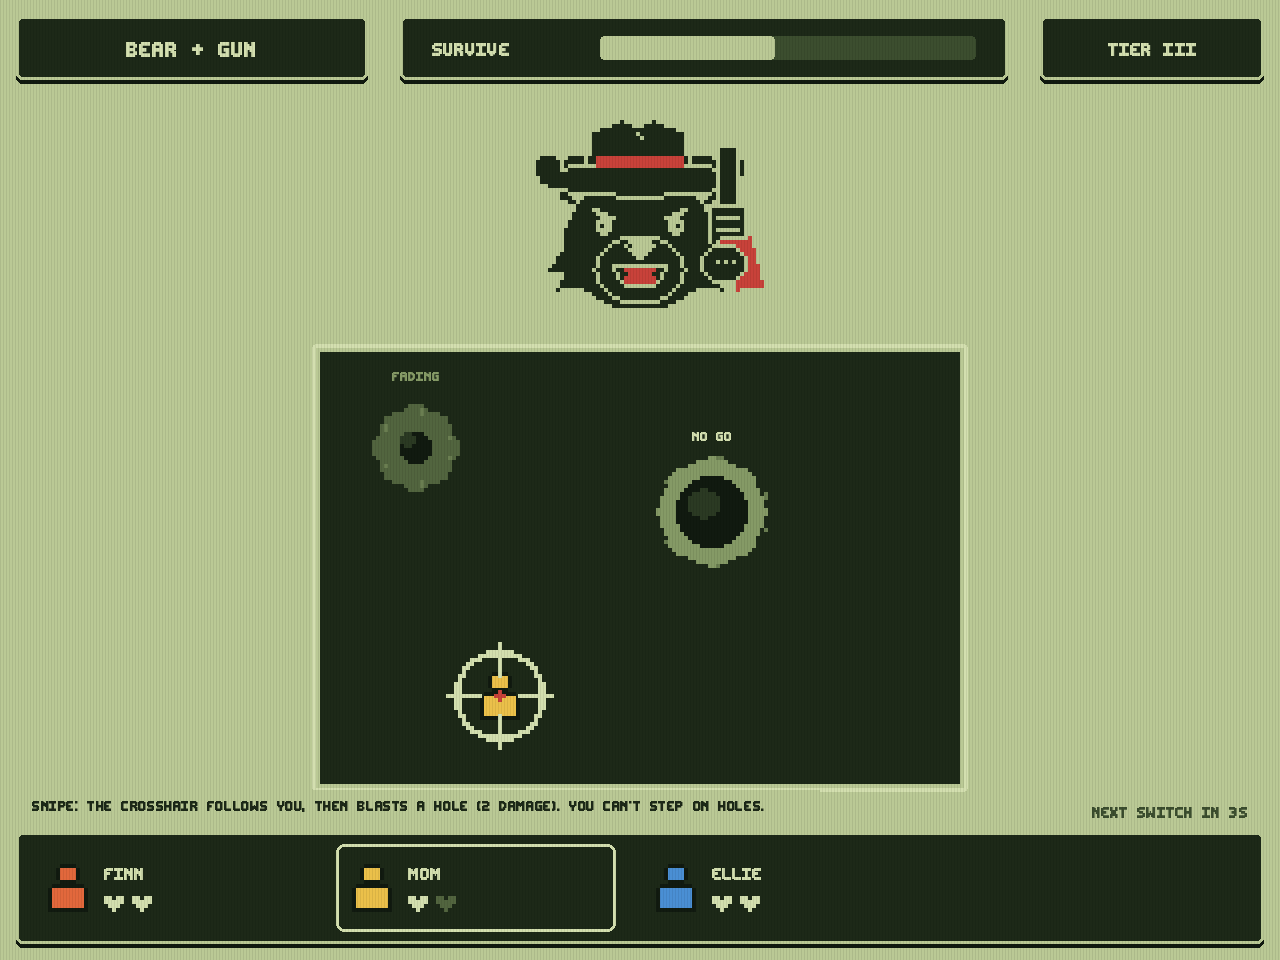 BEAR + GUN
SURVIVE
TIER III
FADING
NO GO
SNIPE: THE CROSSHAIR FOLLOWS YOU, THEN BLASTS A HOLE (2 DAMAGE). YOU CAN'T STEP ON HOLES.
NEXT SWITCH IN 3S
FINN
MOM
ELLIE